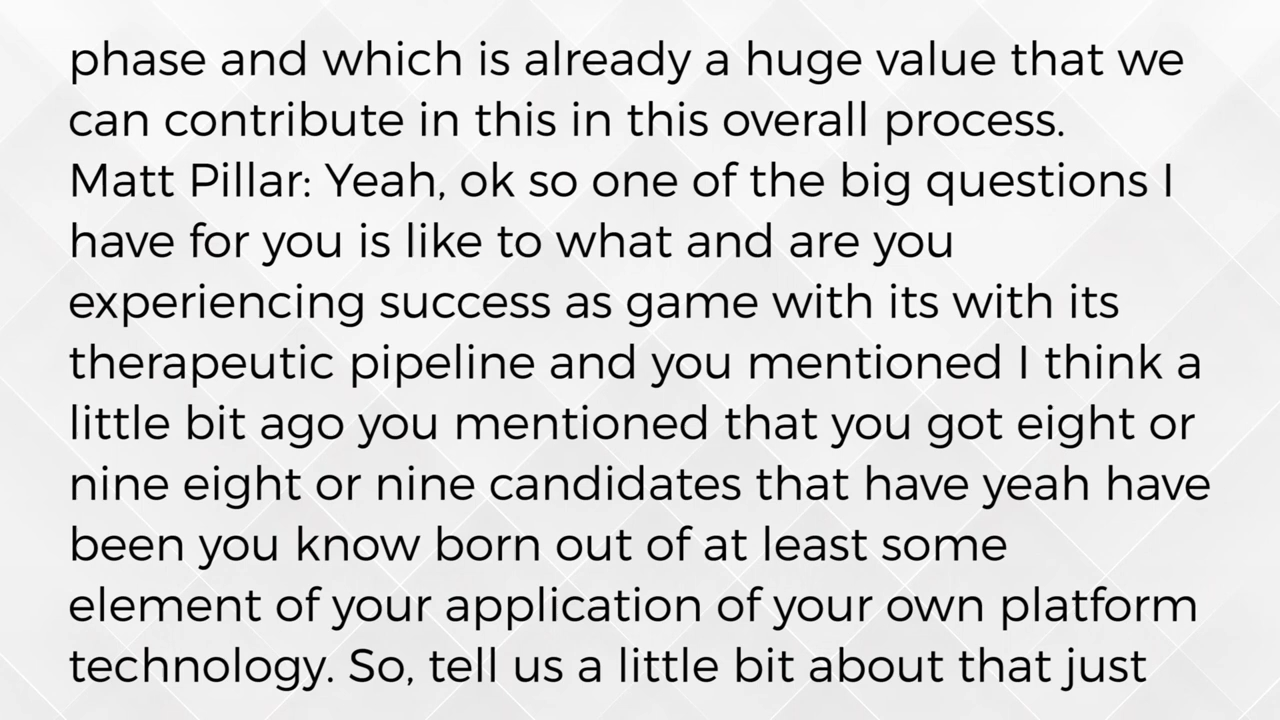 phase and which is already a huge value that we
can contribute in this in this overall process.
Matt Pillar: Yeah, ok so one of the big questions I
have for you is like to what and are you
experiencing success as game with its with its
therapeutic pipeline and you mentioned I think a
little bit ago you mentioned that you got eight or
nine eight or nine candidates that have yeah have
been you know born out of at least some
element of your application of your own platform
technology. So, tell us a little bit about that just